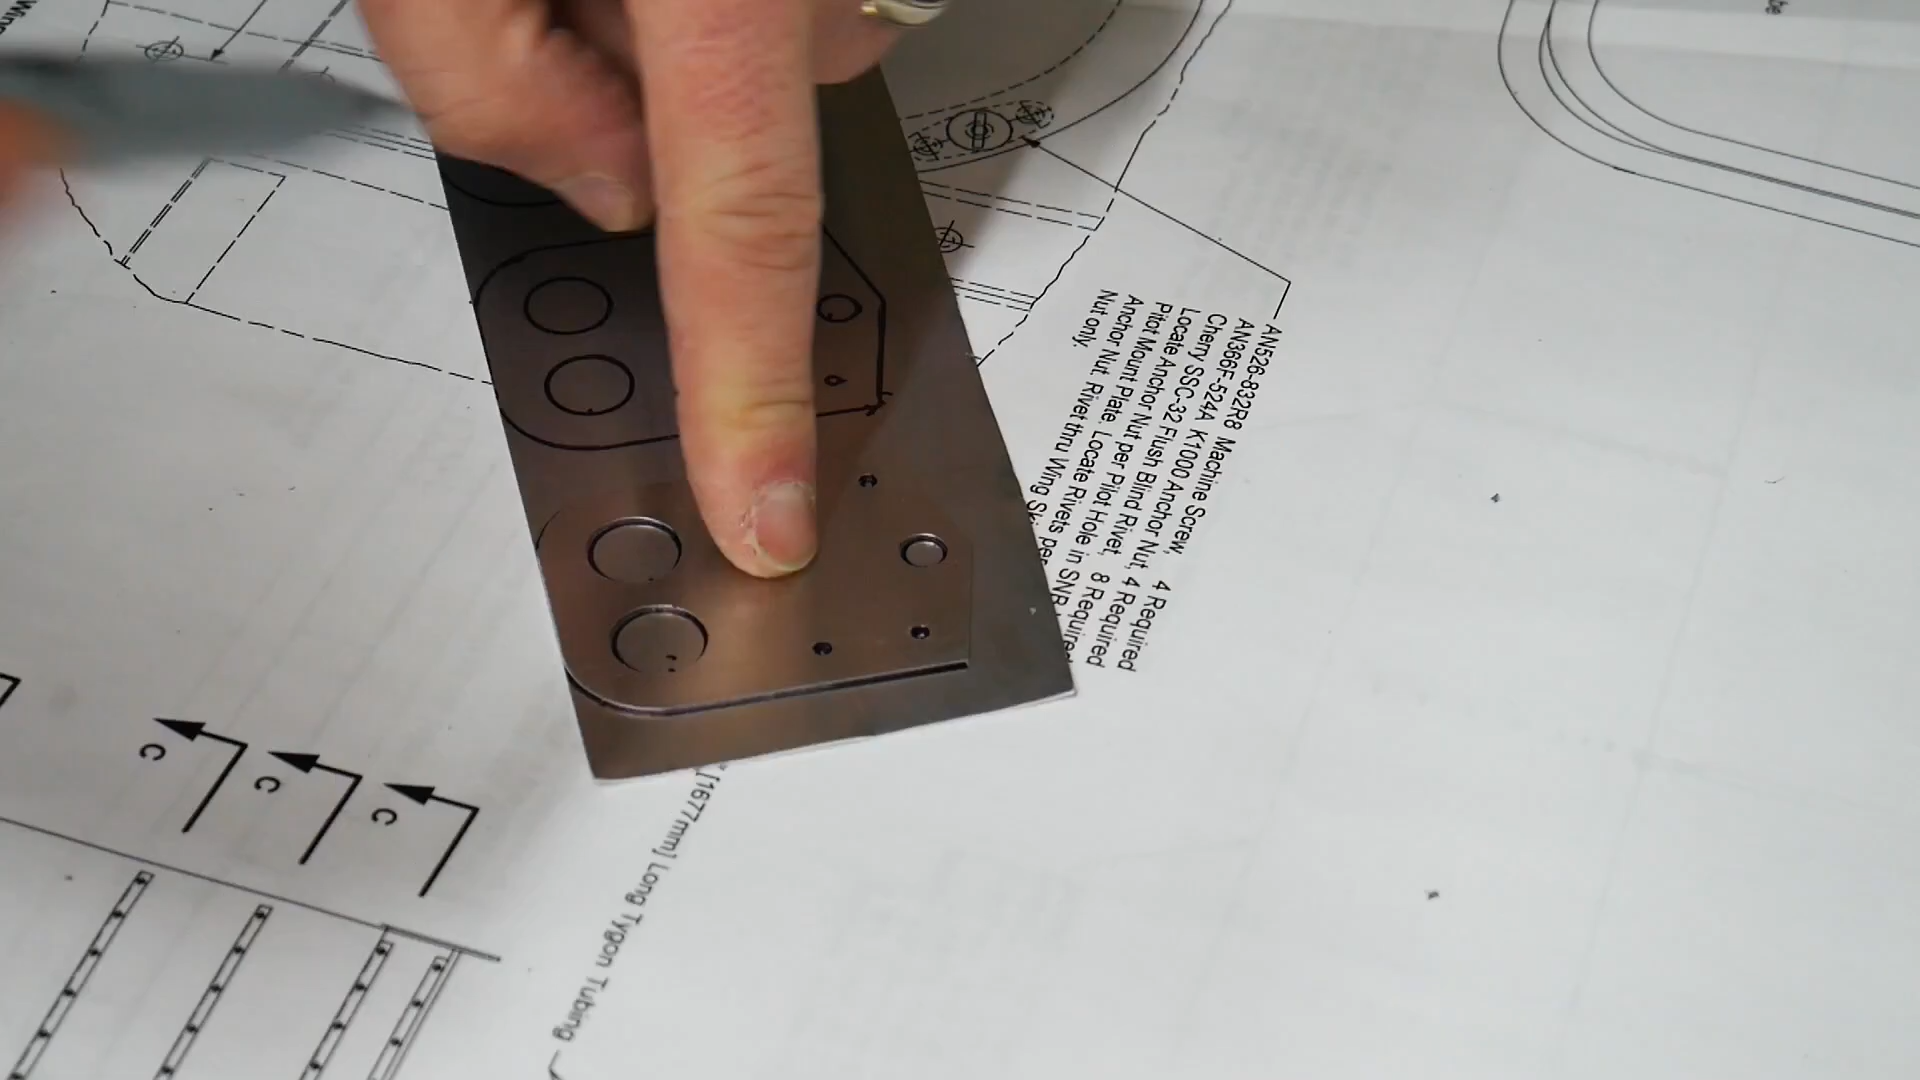 AN526-832R8 Machine Screw, 4 Required
AN366F-524A K1000 Anchor Nut, 4 Required
Cherry SSC-32 Flush Blind Rivet, 8 Required
Locate Anchor Nut per Pilot Hole in SNR
Pitot Mount Plate. Locate Rivets per
Anchor Nut. Rivet thru Wing
Nut only.
C
C
C
[1677mm] Long Tygon Tubing